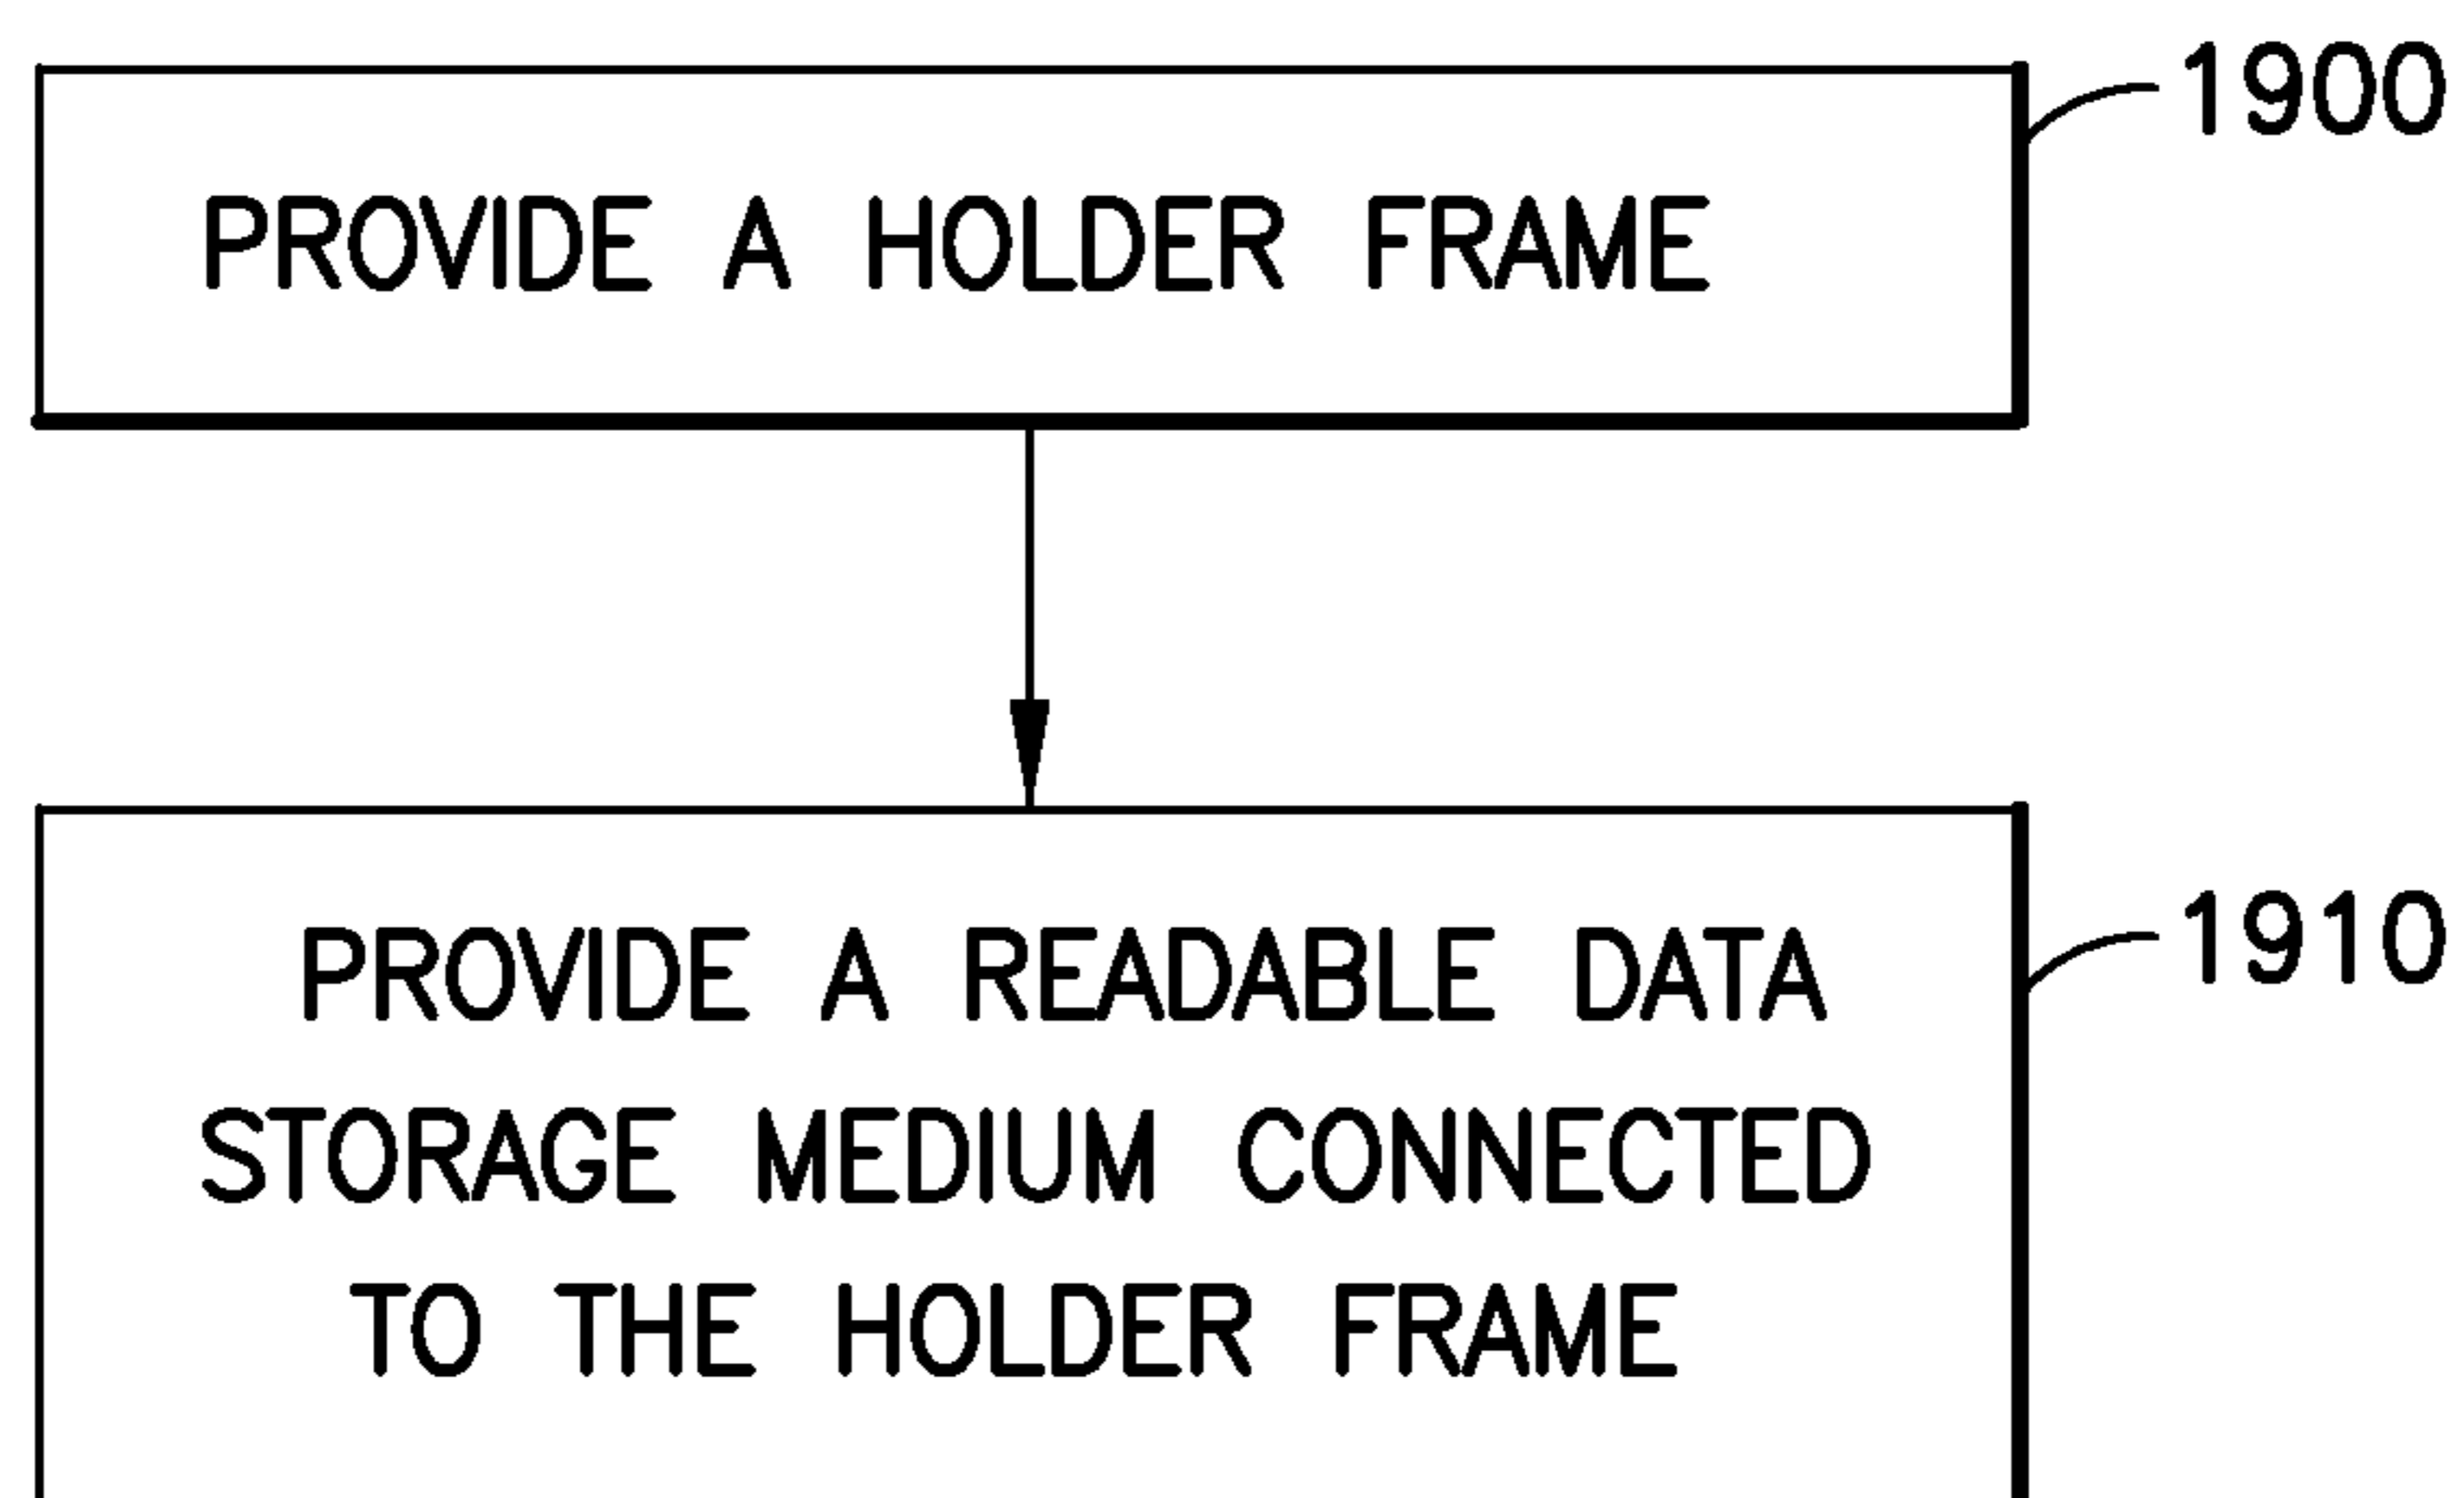 1900
PROVIDE A HOLDER FRAME
1910
PROVIDE A READABLE DATA
STORAGE MEDIUM CONNECTED
TO THE HOLDER FRAME